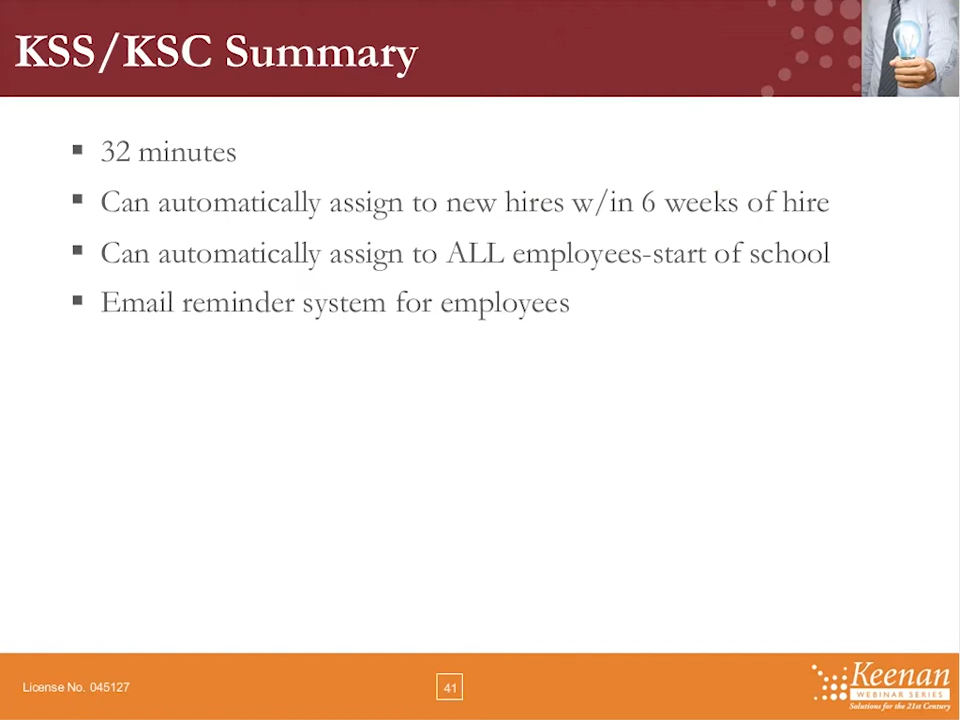 KSS/KSC Summary
32 minutes
Can automatically assign to new hires w/in 6 weeks of hire
Can automatically assign to ALL employees-start of school
Email reminder system for employees
License No. 045127
41
Keenan
WEBINAR SERIES
Solutions for the 21st Century